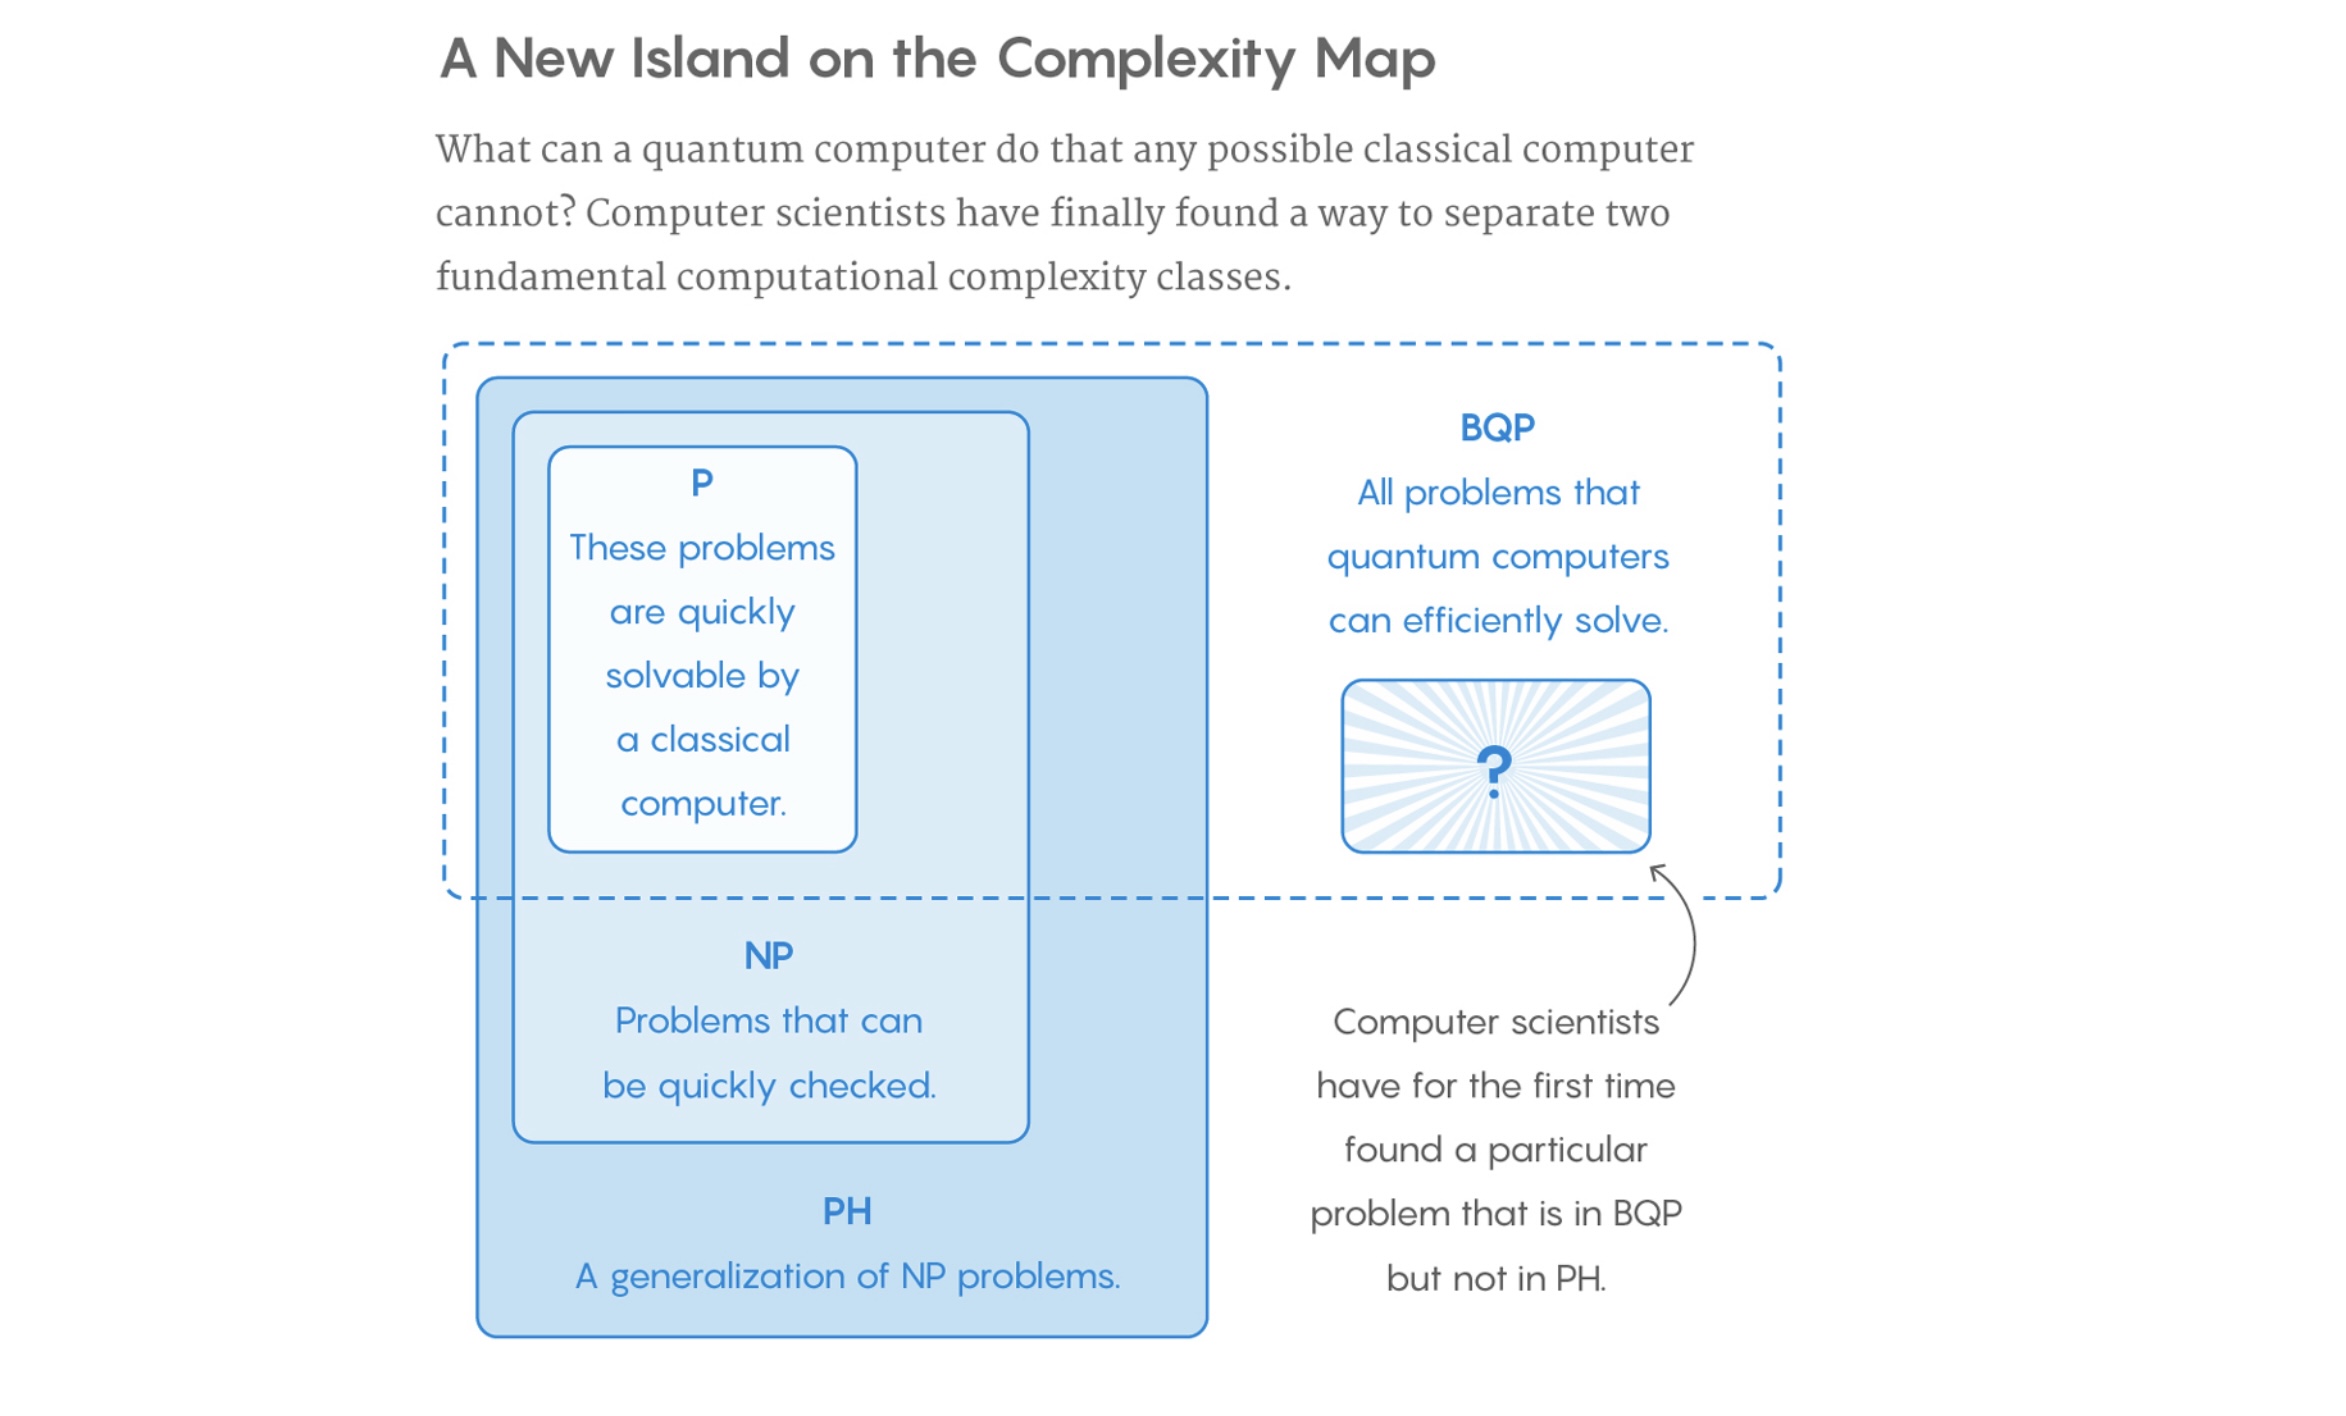 A New Island on the Complexity Map
What can a quantum computer do that any possible classical computer
cannot? Computer scientists have finally found a way to separate two
fundamental computational complexity classes.
P
These problems
are quickly
solvable by
a classical
computer.
NP
Problems that can
be quickly checked.
PH
A generalization of NP problems.
BQP
All problems that
quantum computers
can efficiently solve.
?
Computer scientists
have for the first time
found a particular
problem that is in BQP
but not in PH.